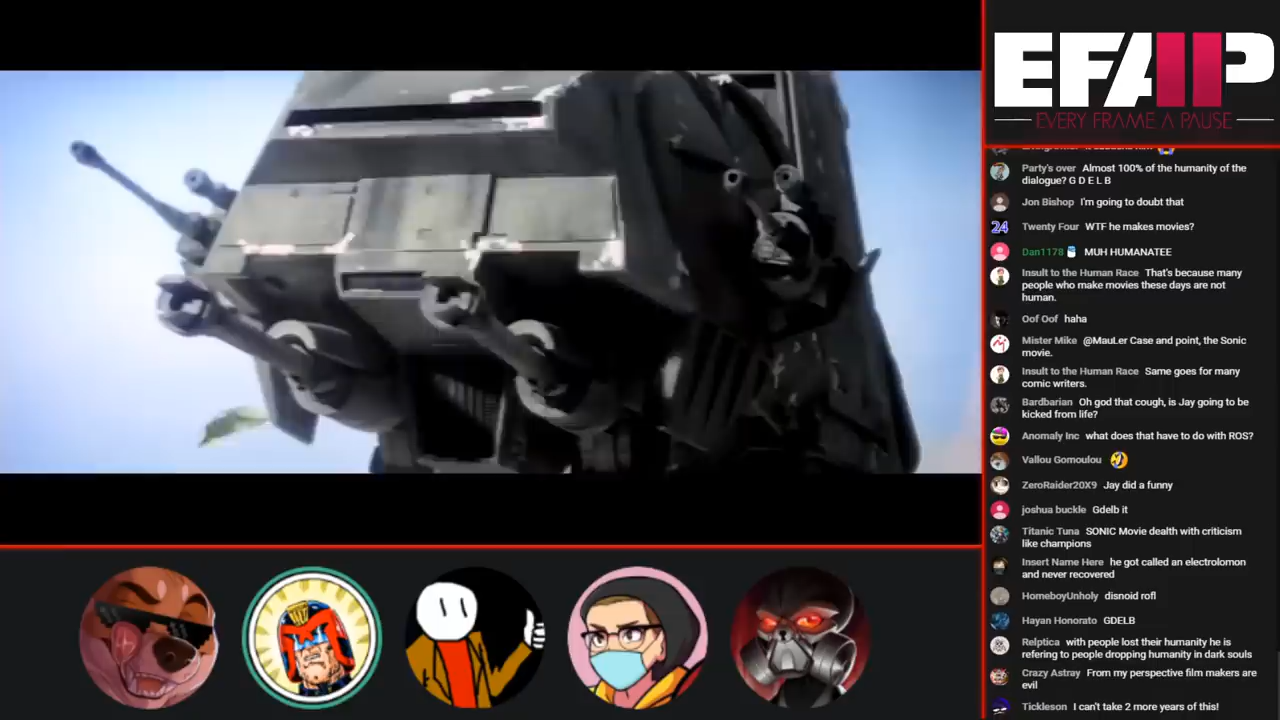 EFAP
EVERY FRAME A PAUSE
Party's over Almost 100% of the humanity of the
dialogue? G D E L B
Jon Bishop I'm going to doubt that
24
Twenty Four WTF he makes movies?
Dan1178 MUH HUMANATEE
Insult to the Human Race That's because many
people who make movies these days are not
human.
Oof Oof haha
Mister Mike @MauLer Case and point, the Sonic
movie.
Insult to the Human Race Same goes for many
comic writers.
Bardbarian Oh god that cough, is Jay going to be
kicked from life?
Anomaly Inc what does that have to do with ROS?
Vallou Gomoulou
ZeroRaider20X9 Jay did a funny
joshua buckle Gdelb it
Titanic Tuna SONIC Movie dealth with criticism
like champions
Insert Name Here he got called an electrolomon
and never recovered
HomeboyUnholy disnoid rofl
Hayan Honorato GDELB
Relptica with people lost their humanity he is
refering to people dropping humanity in dark souls
Crazy Astray From my perspective film makers are
evil
Tickleson I can't take 2 more years of this!